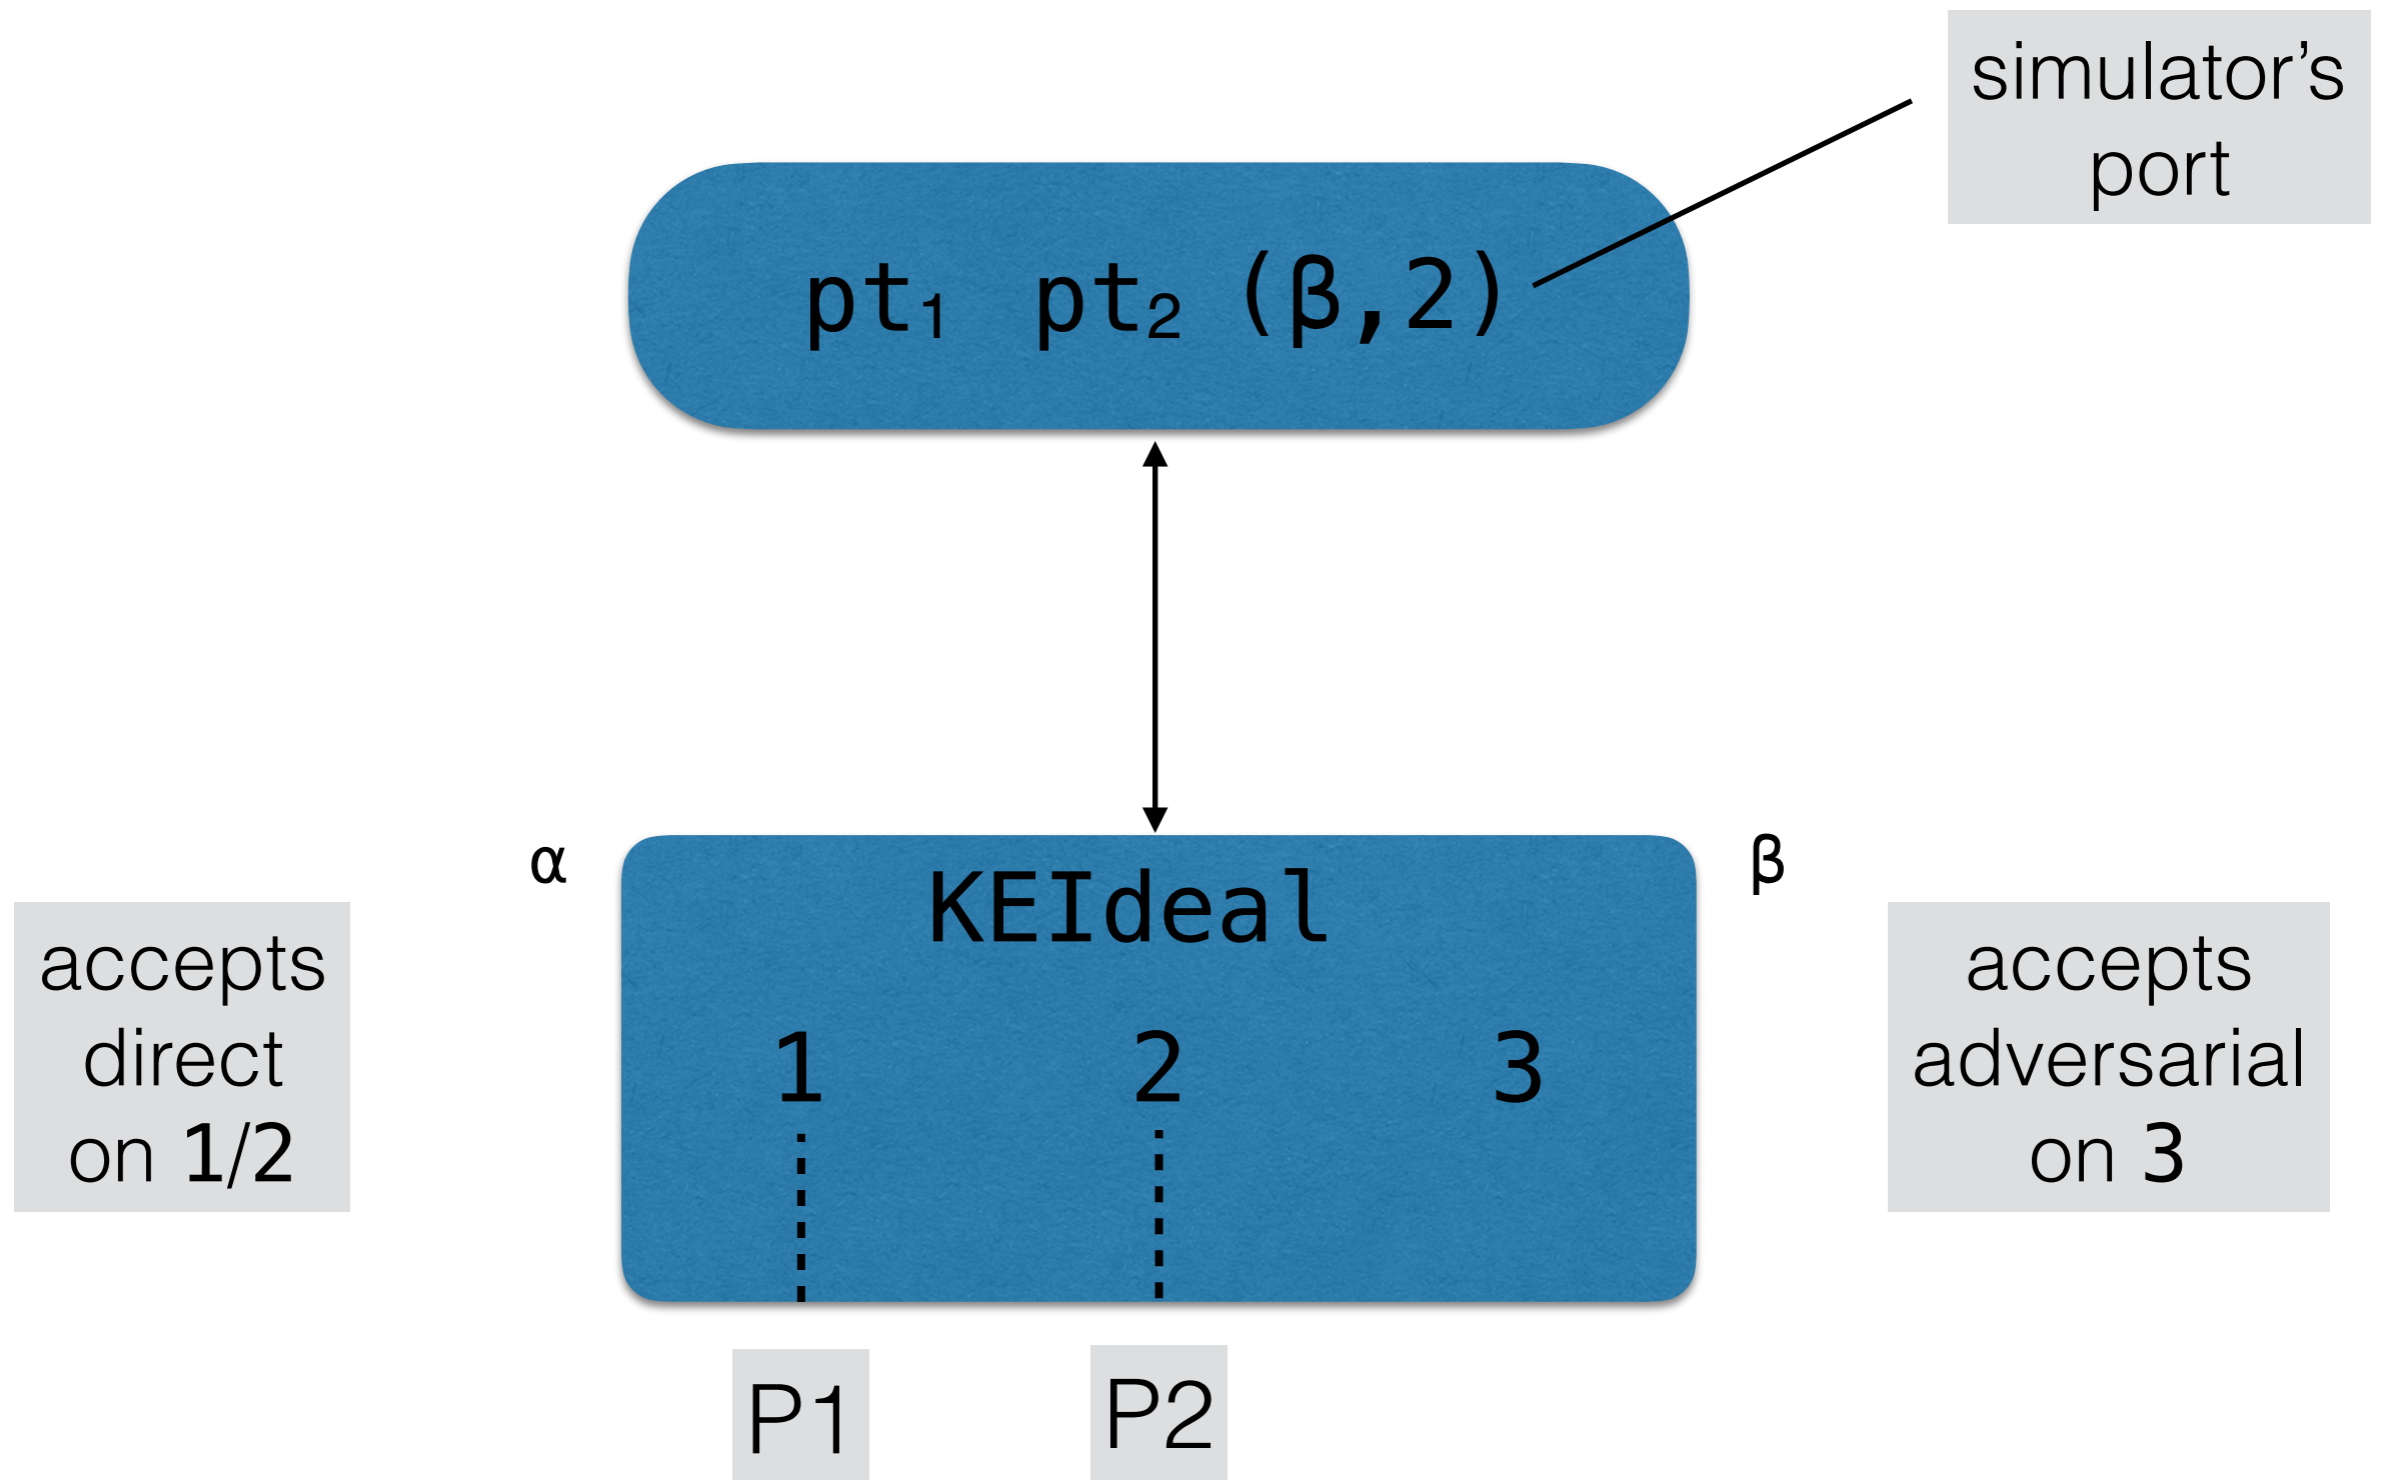 simulator’s
port
pt₁ pt₂ (β,2)
α
β
KEIdeal
accepts
direct
on 1/2
1 2 3
accepts
adversarial
on 3
P1
P2